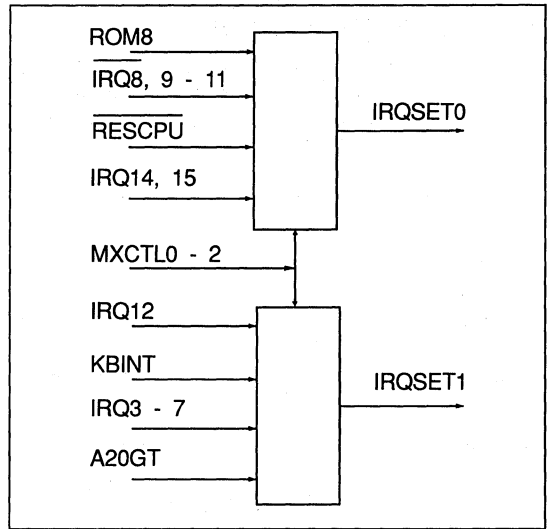 ROM8
IRQ8, 9 - 11
IRQSET0
RESCPU
IRQ14, 15
MXCTL0 - 2
IRQ12
KBINT
IRQSET1
IRQ3 - 7
A20GT